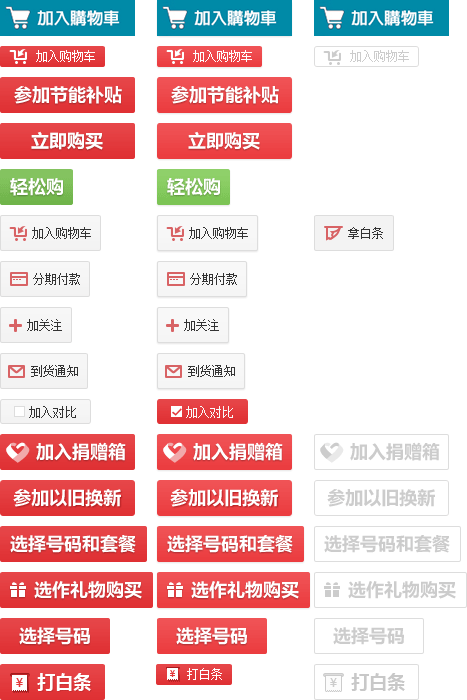 加入購物車 加入購物車 加入購物車
加入购物车 加入购物车 加入购物车
参加节能补贴 参加节能补贴
立即购买 立即购买
轻松购 轻松购
加入购物车 加入购物车 拿白条
分期付款 分期付款
加关注 加关注
到货通知 到货通知
加入对比 加入对比
加入捐赠箱 加入捐赠箱 加入捐赠箱
参加以旧换新 参加以旧换新 参加以旧换新
选择号码和套餐 选择号码和套餐 选择号码和套餐
选作礼物购买 选作礼物购买 选作礼物购买
选择号码 选择号码 选择号码
¥ 打白条 ¥ 打白条 ¥ 打白条